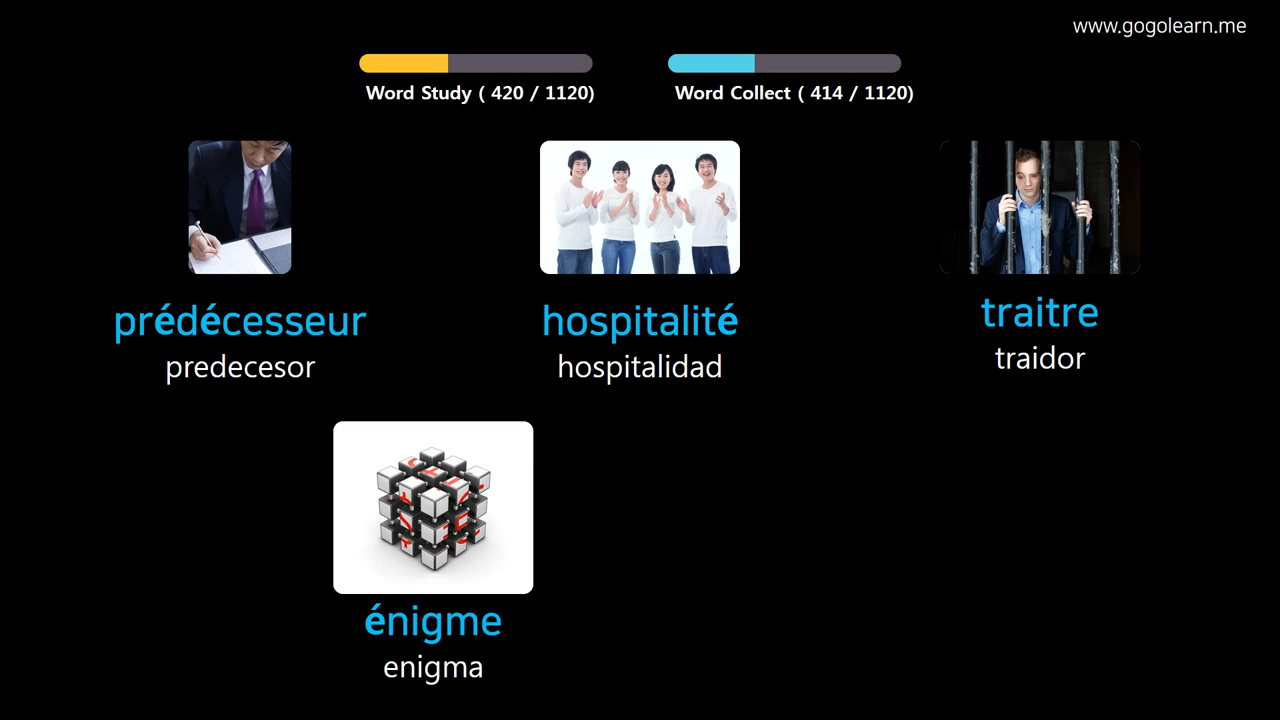 www.gogolearn.me
Word Study ( 420 / 1120)
Word Collect ( 414 / 1120)
prédécesseur
predecesor
hospitalité
hospitalidad
traitre
traidor
énigme
enigma